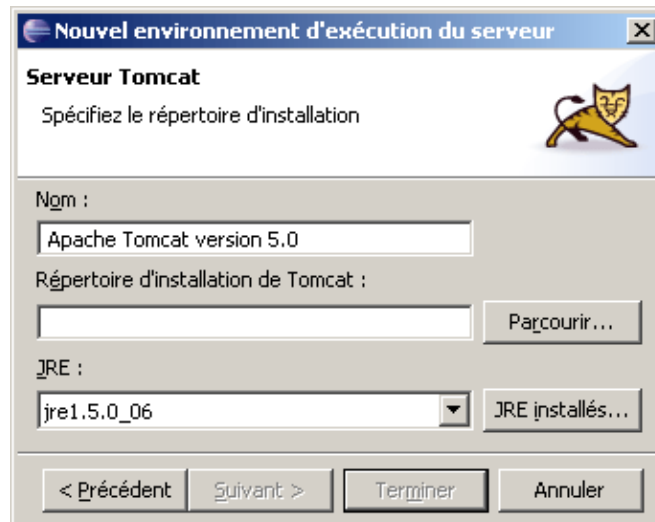 Nouvel environnement d'exécution du serveur
Serveur Tomcat
Spécifiez le répertoire d'installation
Nom :
Apache Tomcat version 5.0
Répertoire d'installation de Tomcat :
Parcourir...
JRE :
jre1.5.0_06
JRE installés...
< Précédent Suivant > Terminer Annuler